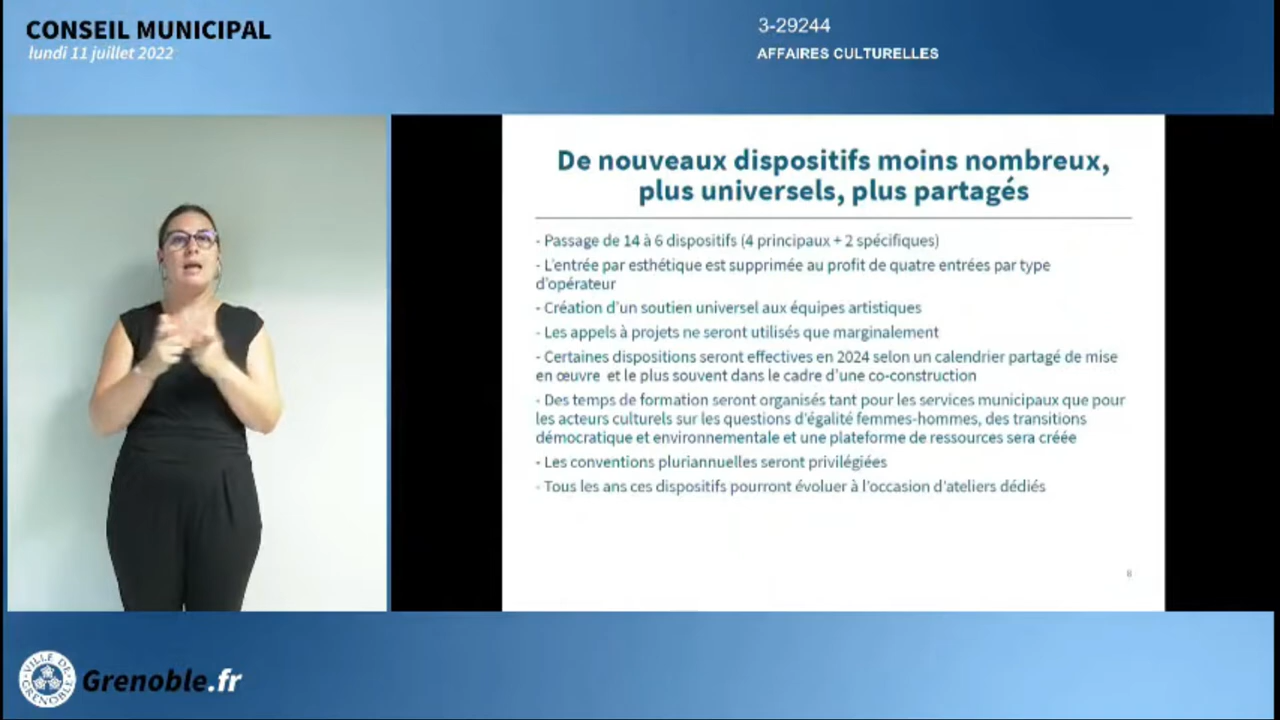 CONSEIL MUNICIPAL
lundi 11 juillet 2022
3-29244
AFFAIRES CULTURELLES
De nouveaux dispositifs moins nombreux,
plus universels, plus partagés
- Passage de 14 à 6 dispositifs (4 principaux + 2 spécifiques)
- L'entrée par esthétique est supprimée au profit de quatre entrées par type
d'opérateur
- Création d'un soutien universel aux équipes artistiques
- Les appels à projets ne seront utilisés que marginalement
- Certaines dispositions seront effectives en 2024 selon un calendrier partagé de mise
en œuvre et le plus souvent dans le cadre d'une co-construction
- Des temps de formation seront organisés tant pour les services municipaux que pour
les acteurs culturels sur les questions d'égalité femmes-hommes, des transitions
démocratique et environnementale et une plateforme de ressources sera créée
- Les conventions pluriannuelles seront privilégiées
- Tous les ans ces dispositifs pourront évoluer à l'occasion d'ateliers dédiés
8
VILLE DE
GRENOBLE
Grenoble.fr